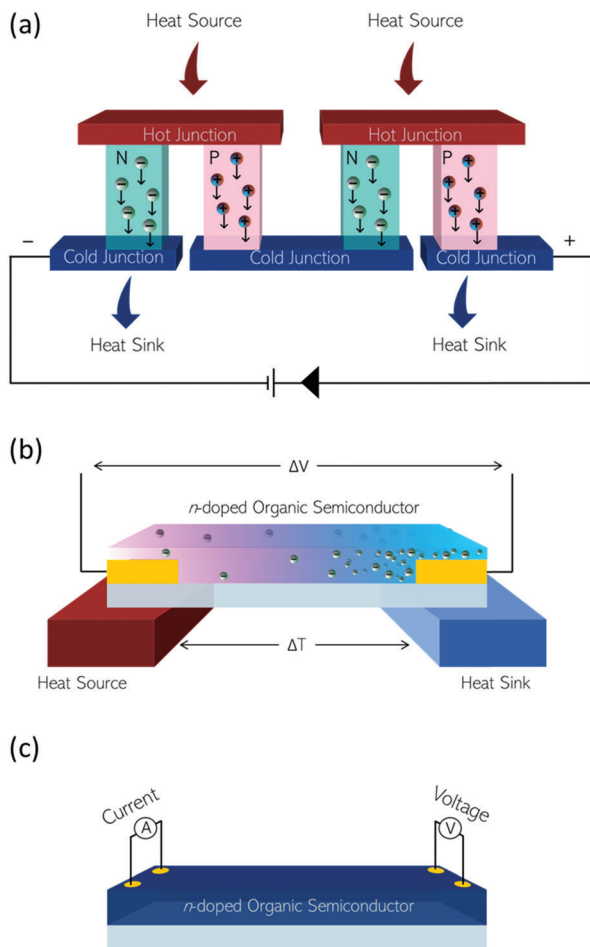 (a)
Heat Source Heat Source
Hot Junction Hot Junction
N P N P
− +
Cold Junction Cold Junction Cold Junction
Heat Sink Heat Sink
(b)
ΔV
n-doped Organic Semiconductor
ΔT
Heat Source Heat Sink
(c)
Current Voltage
A V
n-doped Organic Semiconductor